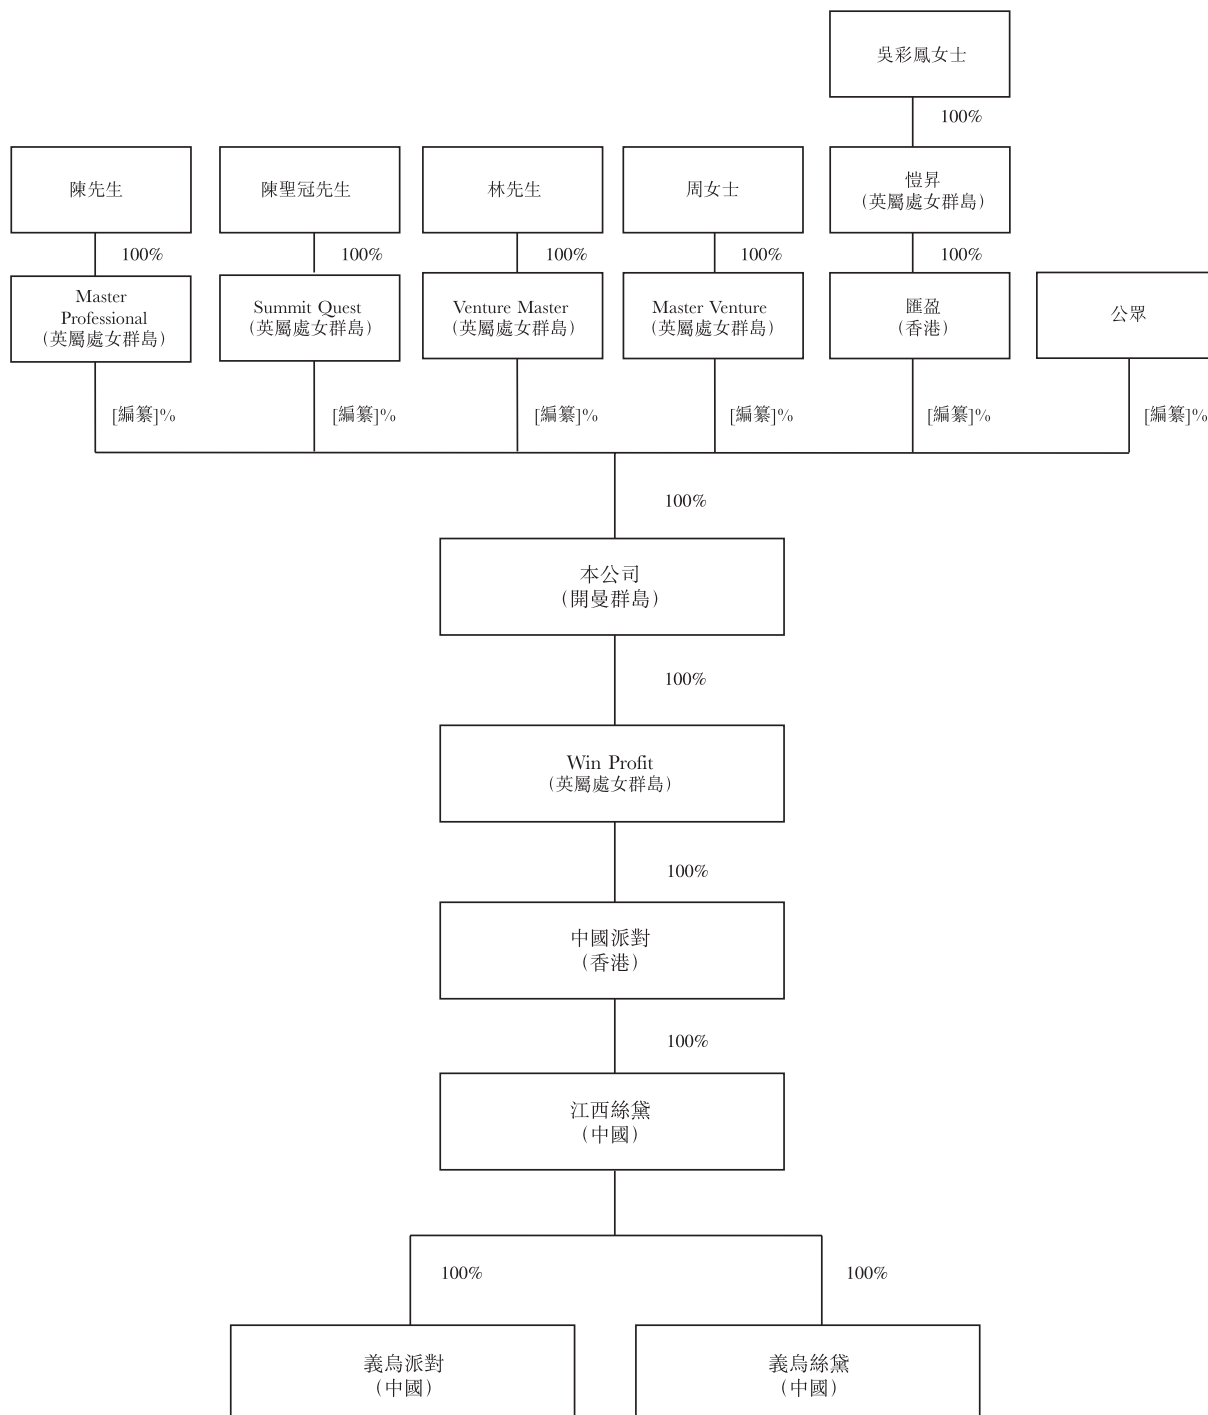 吳彩鳳女士
100%
陳先生
陳聖冠先生
林先生
周女士
愷昇
（英屬處女群島）
100%
100%
100%
100%
100%
Master
Professional
（英屬處女群島）
Summit Quest
（英屬處女群島）
Venture Master
（英屬處女群島）
Master Venture
（英屬處女群島）
匯盈
（香港）
公眾
[編纂]%
[編纂]%
[編纂]%
[編纂]%
[編纂]%
[編纂]%
100%
本公司
（開曼群島）
100%
Win Profit
（英屬處女群島）
100%
中國派對
（香港）
100%
江西絲黛
（中國）
100%
100%
義烏派對
（中國）
義烏絲黛
（中國）